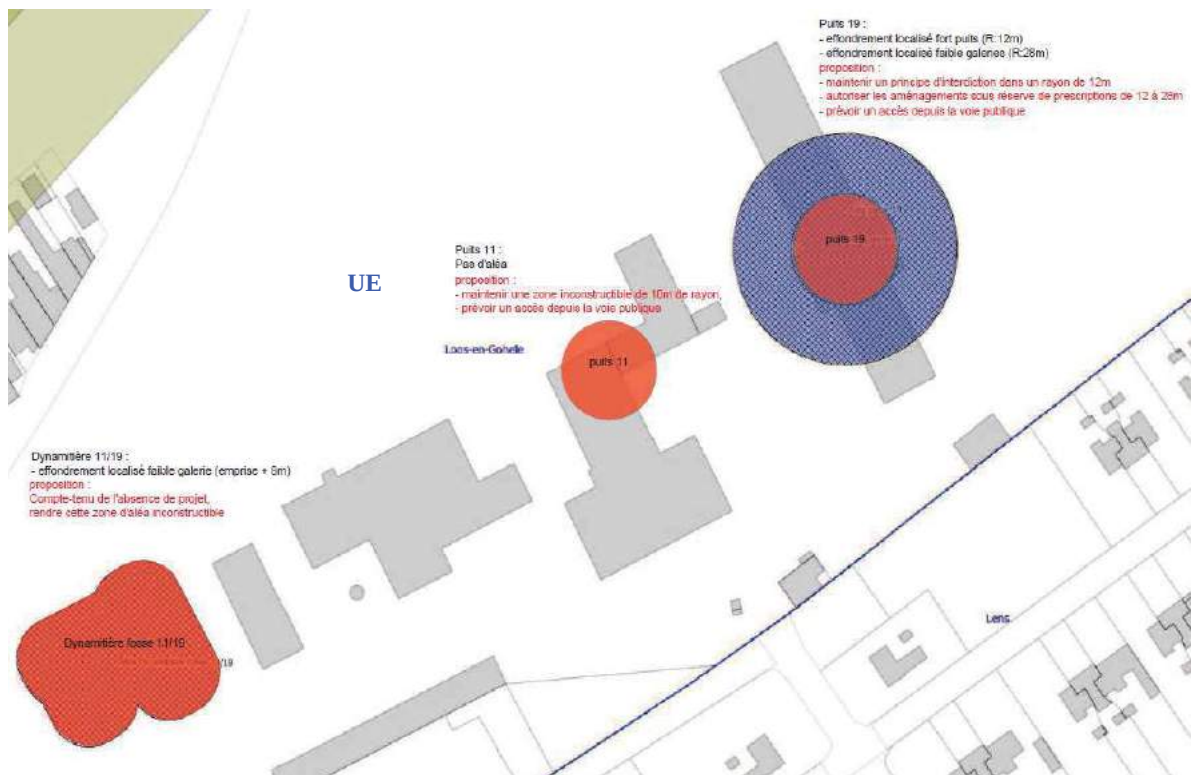 Puits 19 :
- effondrement localisé fort puits (R:12m)
- effondrement localisé faible galeries (R:28m)
proposition :
- maintenir un principe d'interdiction dans un rayon de 12m
- autoriser les aménagements sous réserve de prescriptions de 12 à 28m
- prévoir un accès depuis la voie publique
puits 19
Puits 11 :
Pas d'aléa
proposition :
- maintenir une zone inconstructible de 10m de rayon,
- prévoir un accès depuis la voie publique
UE
Loos-en-Gohelle
puits 11
Dynamitière 11/19 :
- effondrement localisé faible galerie (emprise + 8m)
proposition :
Compte-tenu de l'absence de projet,
rendre cette zone d'aléa inconstructible
Lens
Dynamitière fosse 11/19